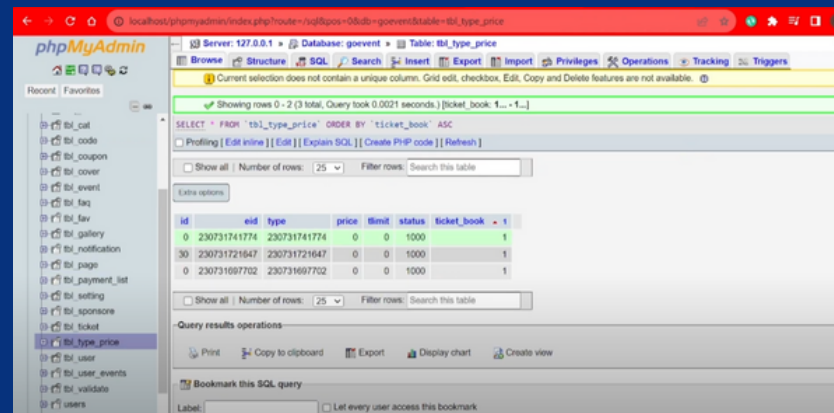 localhost/phpmyadmin/index.php?route=/sql&pos=0&db=goevent&table=tbl_type_price
phpMyAdmin
Recent Favorites
tbl_cat
tbl_code
tbl_coupon
tbl_cover
tbl_event
tbl_faq
tbl_fav
tbl_gallery
tbl_notification
tbl_page
tbl_payment_list
tbl_setting
tbl_sponsore
tbl_ticket
tbl_type_price
tbl_user
tbl_user_events
tbl_validate
users
Server: 127.0.0.1 » Database: goevent » Table: tbl_type_price
Browse Structure SQL Search Insert Export Import Privileges Operations Tracking Triggers
Current selection does not contain a unique column. Grid edit, checkbox, Edit, Copy and Delete features are not available.
Showing rows 0 - 2 (3 total, Query took 0.0021 seconds.) [ticket_book: 1... - 1...]
SELECT * FROM `tbl_type_price` ORDER BY `ticket_book` ASC
Profiling [ Edit inline ] [ Edit ] [ Explain SQL ] [ Create PHP code ] [ Refresh ]
Show all | Number of rows: 25 Filter rows: Search this table
Extra options
id eid type price tlimit status ticket_book 1
0 230731741774 230731741774 0 0 1000 1
30 230731721647 230731721647 0 0 1000 1
0 230731697702 230731697702 0 0 1000 1
Show all | Number of rows: 25 Filter rows: Search this table
Query results operations
Print Copy to clipboard Export Display chart Create view
Bookmark this SQL query
Label: Let every user access this bookmark